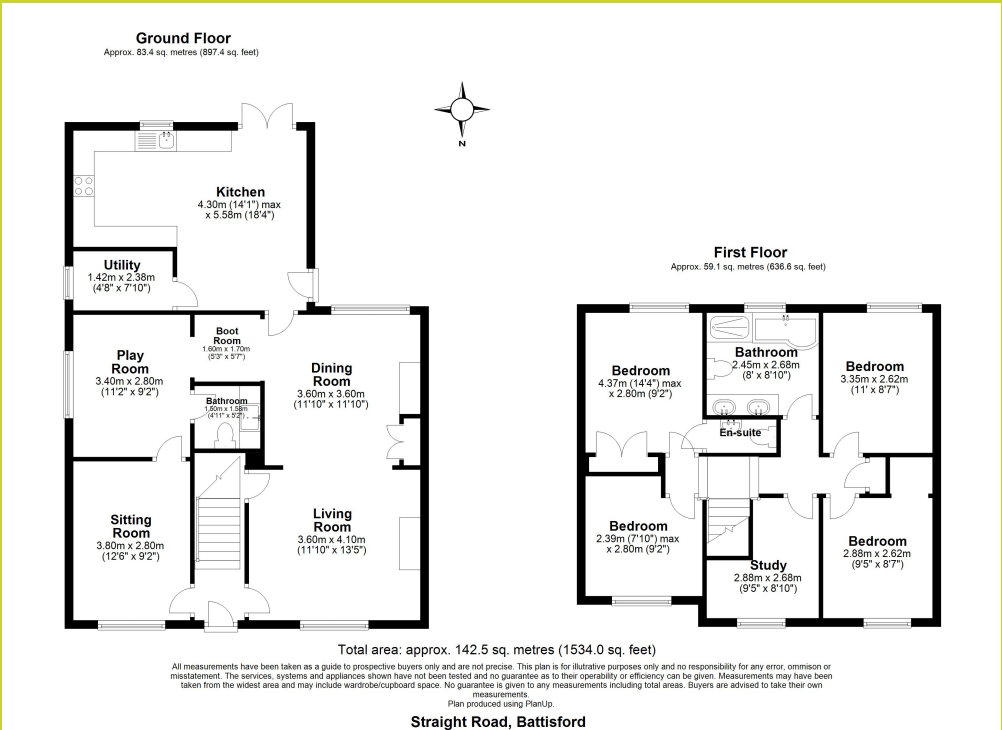 Ground Floor
Approx. 83.4 sq. metres (897.4 sq. feet)
N
Kitchen
4.30m (14'1") max
x 5.58m (18'4")
Utility
1.42m x 2.38m
(4'8" x 7'10")
Boot
Room
1.60m x 1.70m
(5'3" x 5'7")
Play
Room
3.40m x 2.80m
(11'2" x 9'2")
Dining
Room
3.60m x 3.60m
(11'10" x 11'10")
Bathroom
1.50m x 1.58m
(4'11" x 5'2")
Sitting
Room
3.80m x 2.80m
(12'6" x 9'2")
Living
Room
3.60m x 4.10m
(11'10" x 13'5")
First Floor
Approx. 59.1 sq. metres (636.6 sq. feet)
Bedroom
4.37m (14'4") max
x 2.80m (9'2")
Bathroom
2.45m x 2.68m
(8' x 8'10")
Bedroom
3.35m x 2.62m
(11' x 8'7")
En-suite
Bedroom
2.39m (7'10") max
x 2.80m (9'2")
Study
2.88m x 2.68m
(9'5" x 8'10")
Bedroom
2.88m x 2.62m
(9'5" x 8'7")
Total area: approx. 142.5 sq. metres (1534.0 sq. feet)
All measurements have been taken as a guide to prospective buyers only and are not precise. This plan is for illutrative purposes only and no responsibility for any error, ommison or
misstatement. The services, systems and appliances shown have not been tested and no guarantee as to their operability or efficiency can be given. Measurements may have been
taken from the widest area and may include wardrobe/cupboard space. No guarantee is given to any measurements including total areas. Buyers are advised to take their own
measurements.
Plan produced using PlanUp.
Straight Road, Battisford